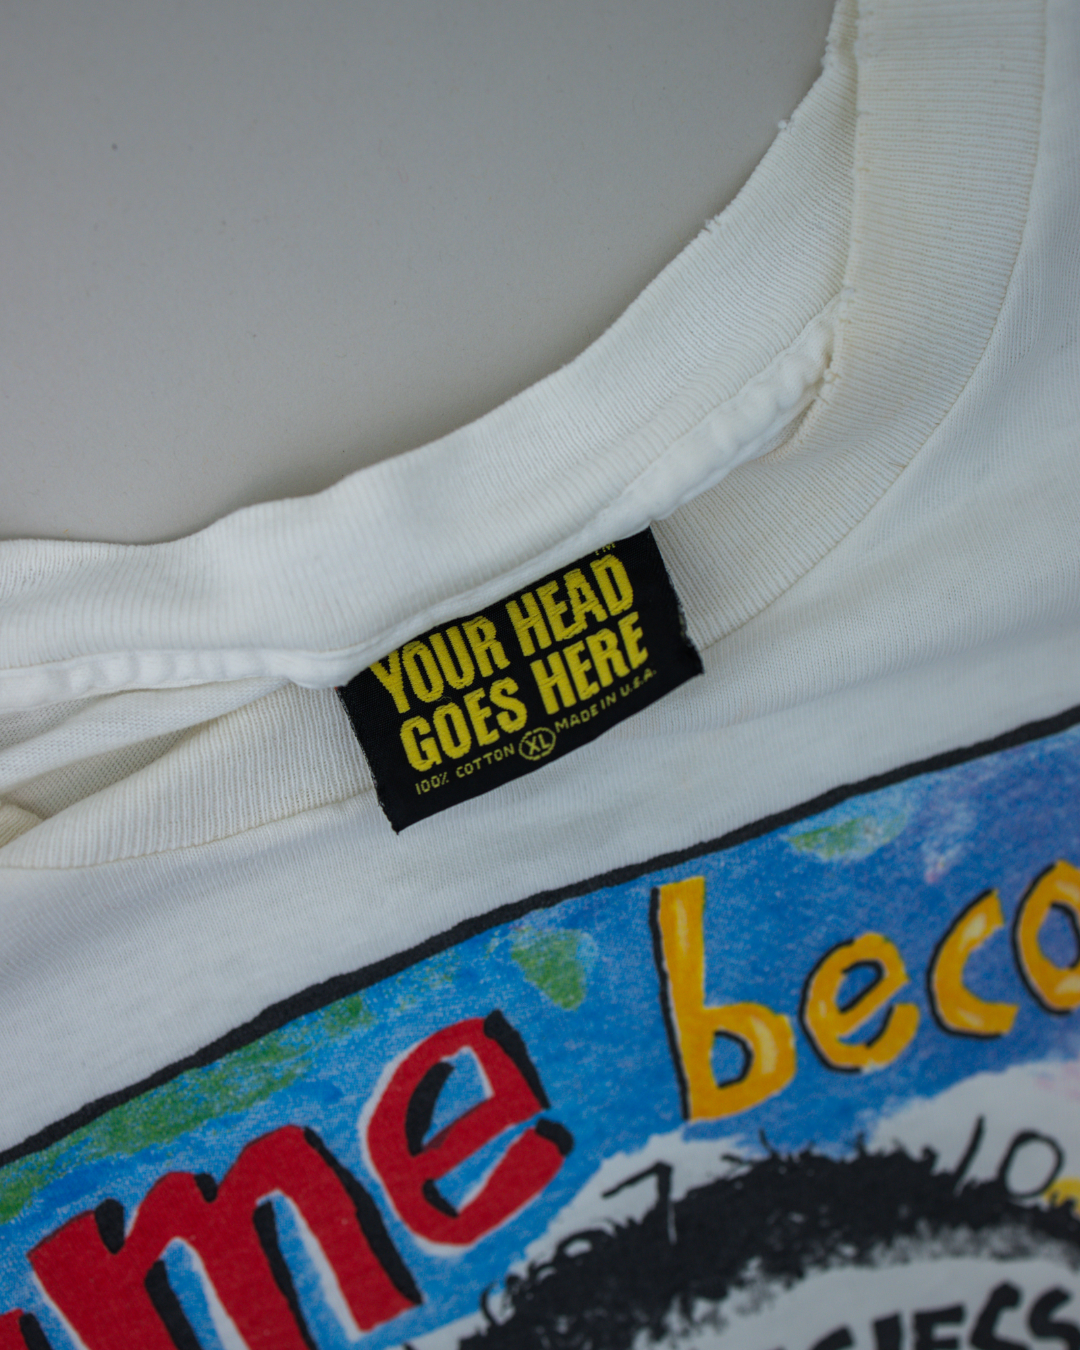 TM
YOUR HEAD
GOES HERE
100% COTTON XL MADE IN U.S.A.
me beco